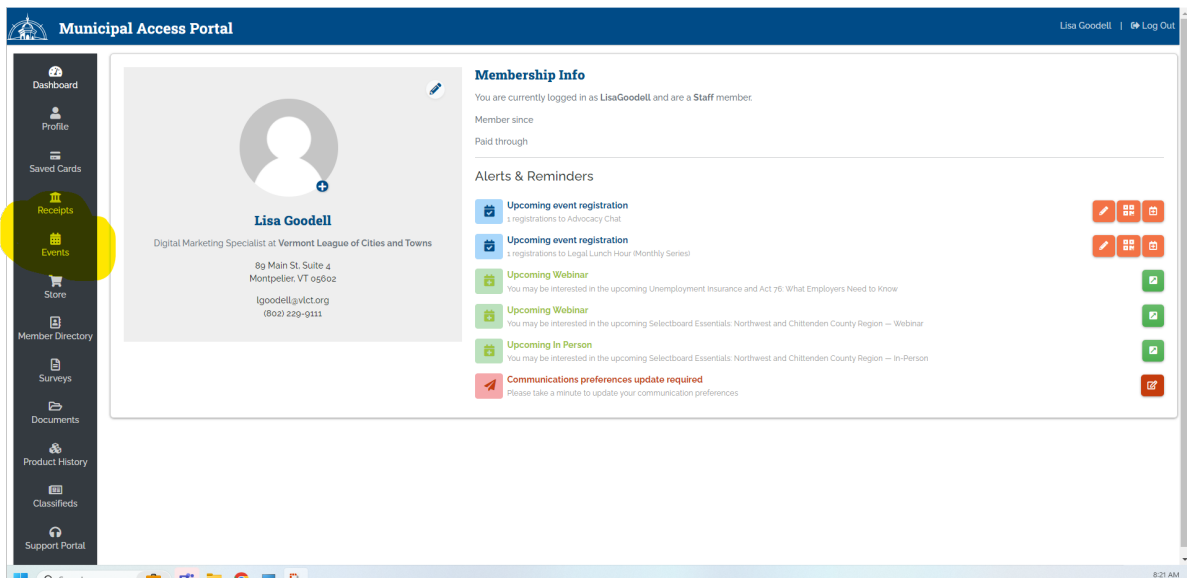 Municipal Access Portal
Lisa Goodell | Log Out
Dashboard
Profile
Saved Cards
Receipts
Events
Store
Member Directory
Surveys
Documents
Product History
Classifieds
Support Portal
Lisa Goodell
Digital Marketing Specialist at Vermont League of Cities and Towns
89 Main St, Suite 4
Montpelier, VT 05602
lgoodell@vlct.org
(802) 229-9111
Membership Info
You are currently logged in as LisaGoodell and are a Staff member.
Member since
Paid through
Alerts & Reminders
Upcoming event registration
1 registrations to Advocacy Chat
Upcoming event registration
1 registrations to Legal Lunch Hour (Monthly Series)
Upcoming Webinar
You may be interested in the upcoming Unemployment Insurance and Act 76: What Employers Need to Know
Upcoming Webinar
You may be interested in the upcoming Selectboard Essentials: Northwest and Chittenden County Region — Webinar
Upcoming In Person
You may be interested in the upcoming Selectboard Essentials: Northwest and Chittenden County Region — In-Person
Communications preferences update required
Please take a minute to update your communication preferences
8:21 AM